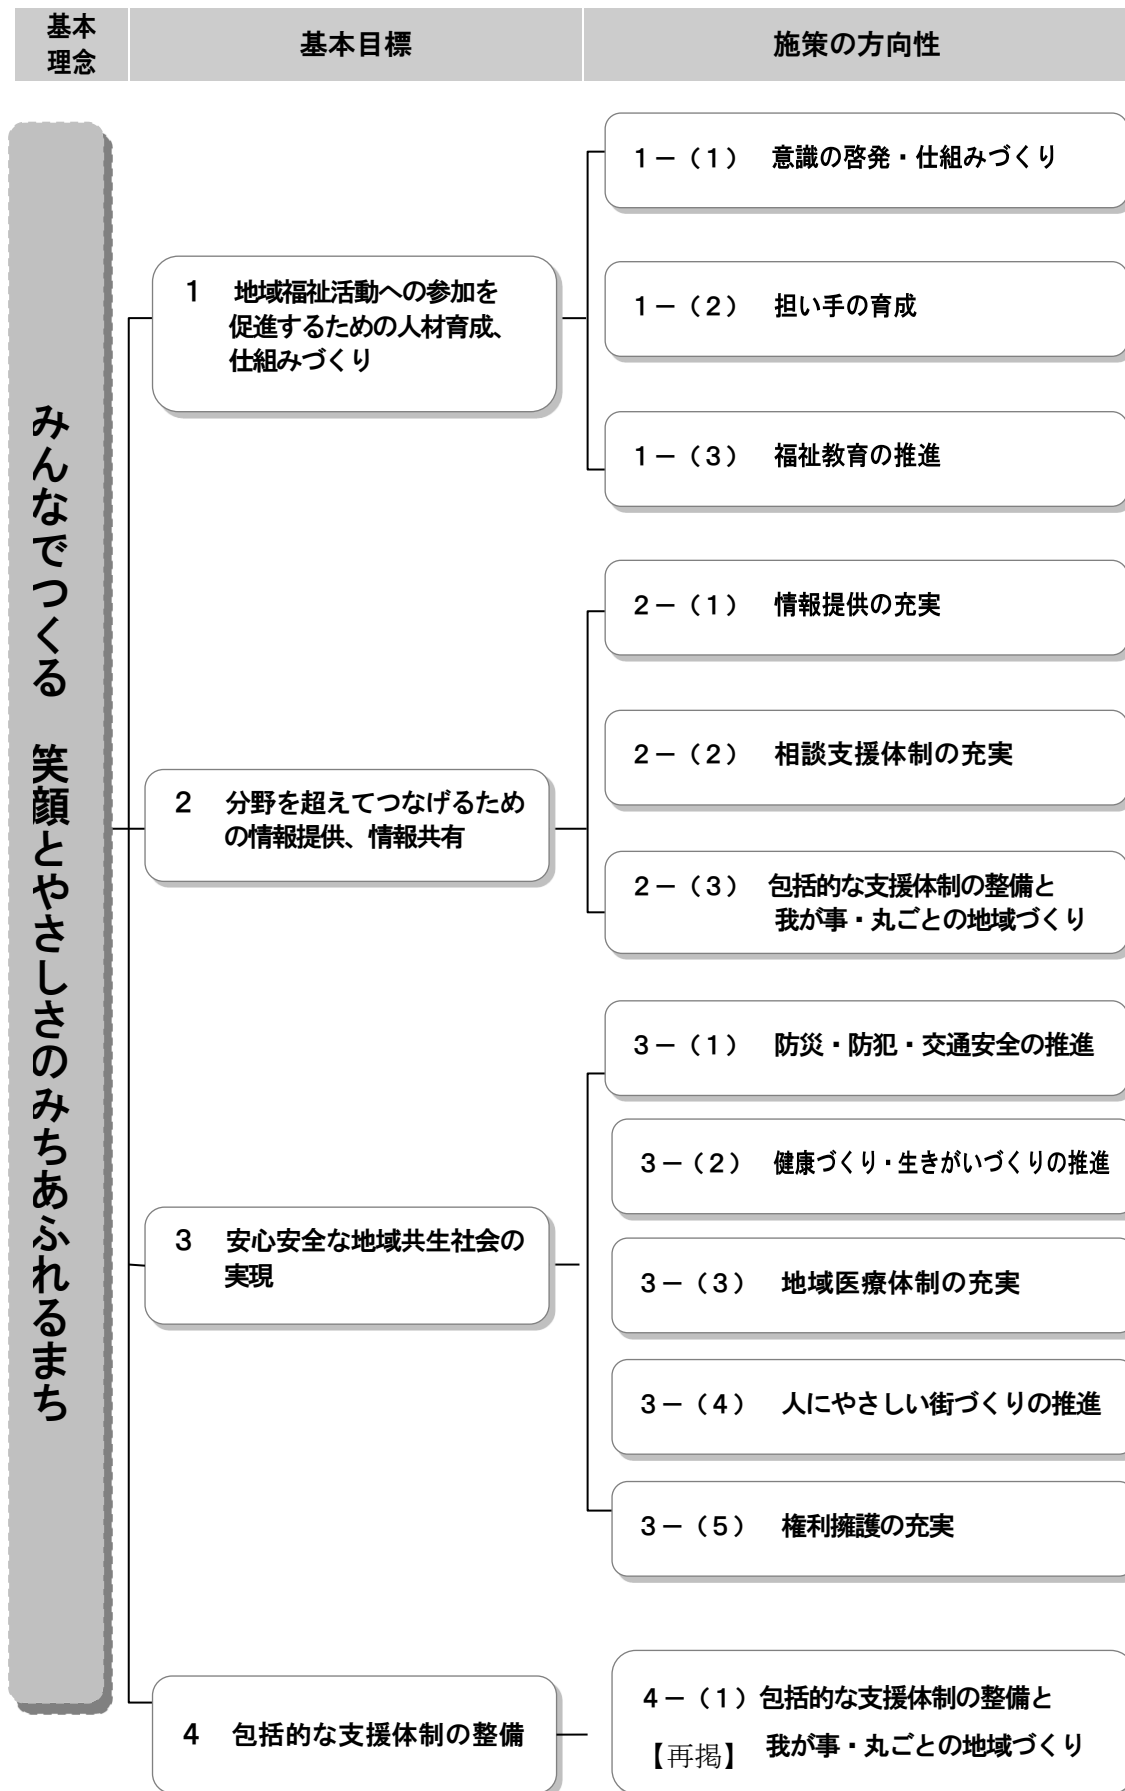 基本
理念
基本目標
施策の方向性
みんなでつくる　笑顔とやさしさのみちあふれるまち
1　地域福祉活動への参加を
促進するための人材育成、
仕組みづくり
1－（1）　意識の啓発・仕組みづくり
1－（2）　担い手の育成
1－（3）　福祉教育の推進
2　分野を超えてつなげるため
の情報提供、情報共有
2－（1）　情報提供の充実
2－（2）　相談支援体制の充実
2－（3）　包括的な支援体制の整備と
我が事・丸ごとの地域づくり
3　安心安全な地域共生社会の
実現
3－（1）　防災・防犯・交通安全の推進
3－（2）　健康づくり・生きがいづくりの推進
3－（3）　地域医療体制の充実
3－（4）　人にやさしい街づくりの推進
3－（5）　権利擁護の充実
4　包括的な支援体制の整備
4－（1）包括的な支援体制の整備と
【再掲】　我が事・丸ごとの地域づくり